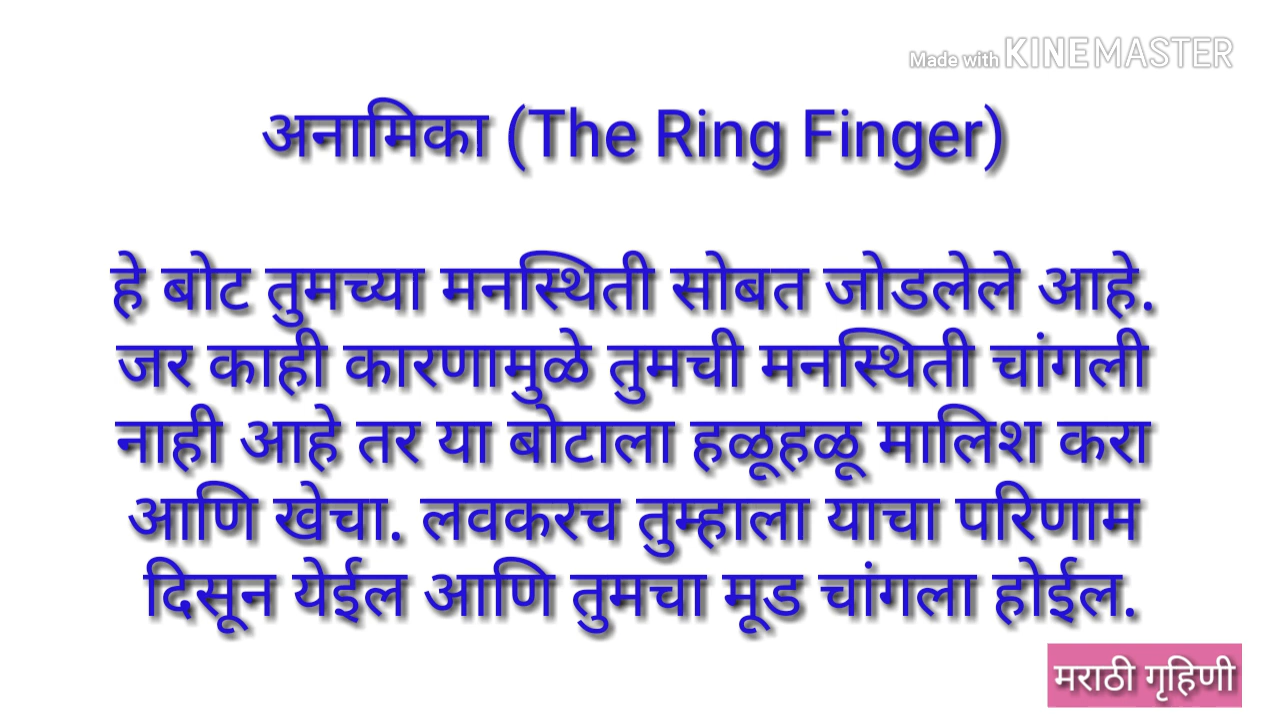 Made with KINEMASTER
अनामिका (The Ring Finger)
हे बोट तुमच्या मनस्थिती सोबत जोडलेले आहे.
जर काही कारणामुळे तुमची मनस्थिती चांगली
नाही आहे तर या बोटाला हळूहळू मालिश करा
आणि खेचा. लवकरच तुम्हाला याचा परिणाम
दिसून येईल आणि तुमचा मूड चांगला होईल.
मराठी गृहिणी